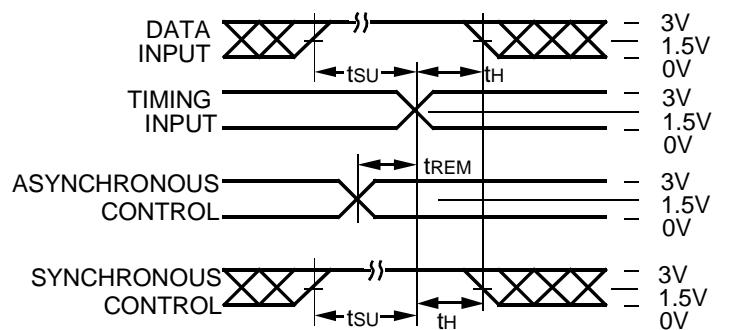 DATA
INPUT
tSU
tH
3V
1.5V
0V
TIMING
INPUT
3V
1.5V
0V
tREM
ASYNCHRONOUS
CONTROL
3V
1.5V
0V
SYNCHRONOUS
CONTROL
tSU
tH
3V
1.5V
0V